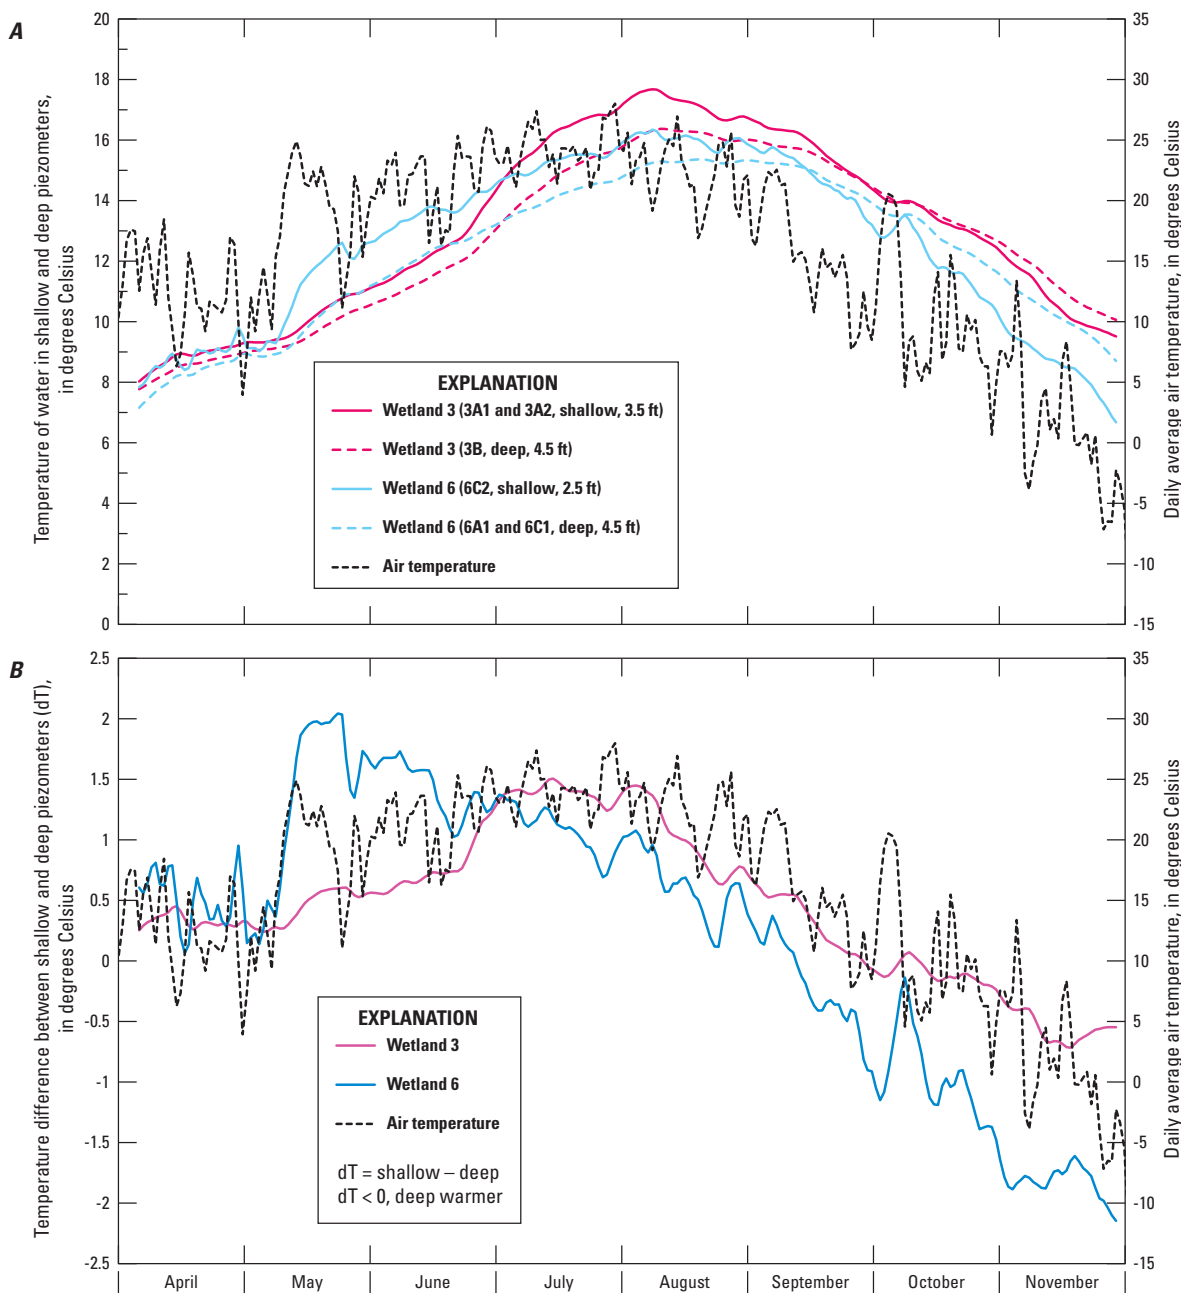 A
Temperature of water in shallow and deep piezometers,
in degrees Celsius
20
18
16
14
12
10
8
6
4
2
0
35
30
25
20
15
10
5
0
-5
-10
-15
Daily average air temperature, in degrees Celsius
EXPLANATION
Wetland 3 (3A1 and 3A2, shallow, 3.5 ft)
Wetland 3 (3B, deep, 4.5 ft)
Wetland 6 (6C2, shallow, 2.5 ft)
Wetland 6 (6A1 and 6C1, deep, 4.5 ft)
Air temperature
B
Temperature difference between shallow and deep piezometers (dT),
in degrees Celsius
2.5
2
1.5
1
0.5
0
-0.5
-1
-1.5
-2
-2.5
35
30
25
20
15
10
5
0
-5
-10
-15
Daily average air temperature, in degrees Celsius
EXPLANATION
Wetland 3
Wetland 6
Air temperature
dT = shallow – deep
dT < 0, deep warmer
April May June July August September October November